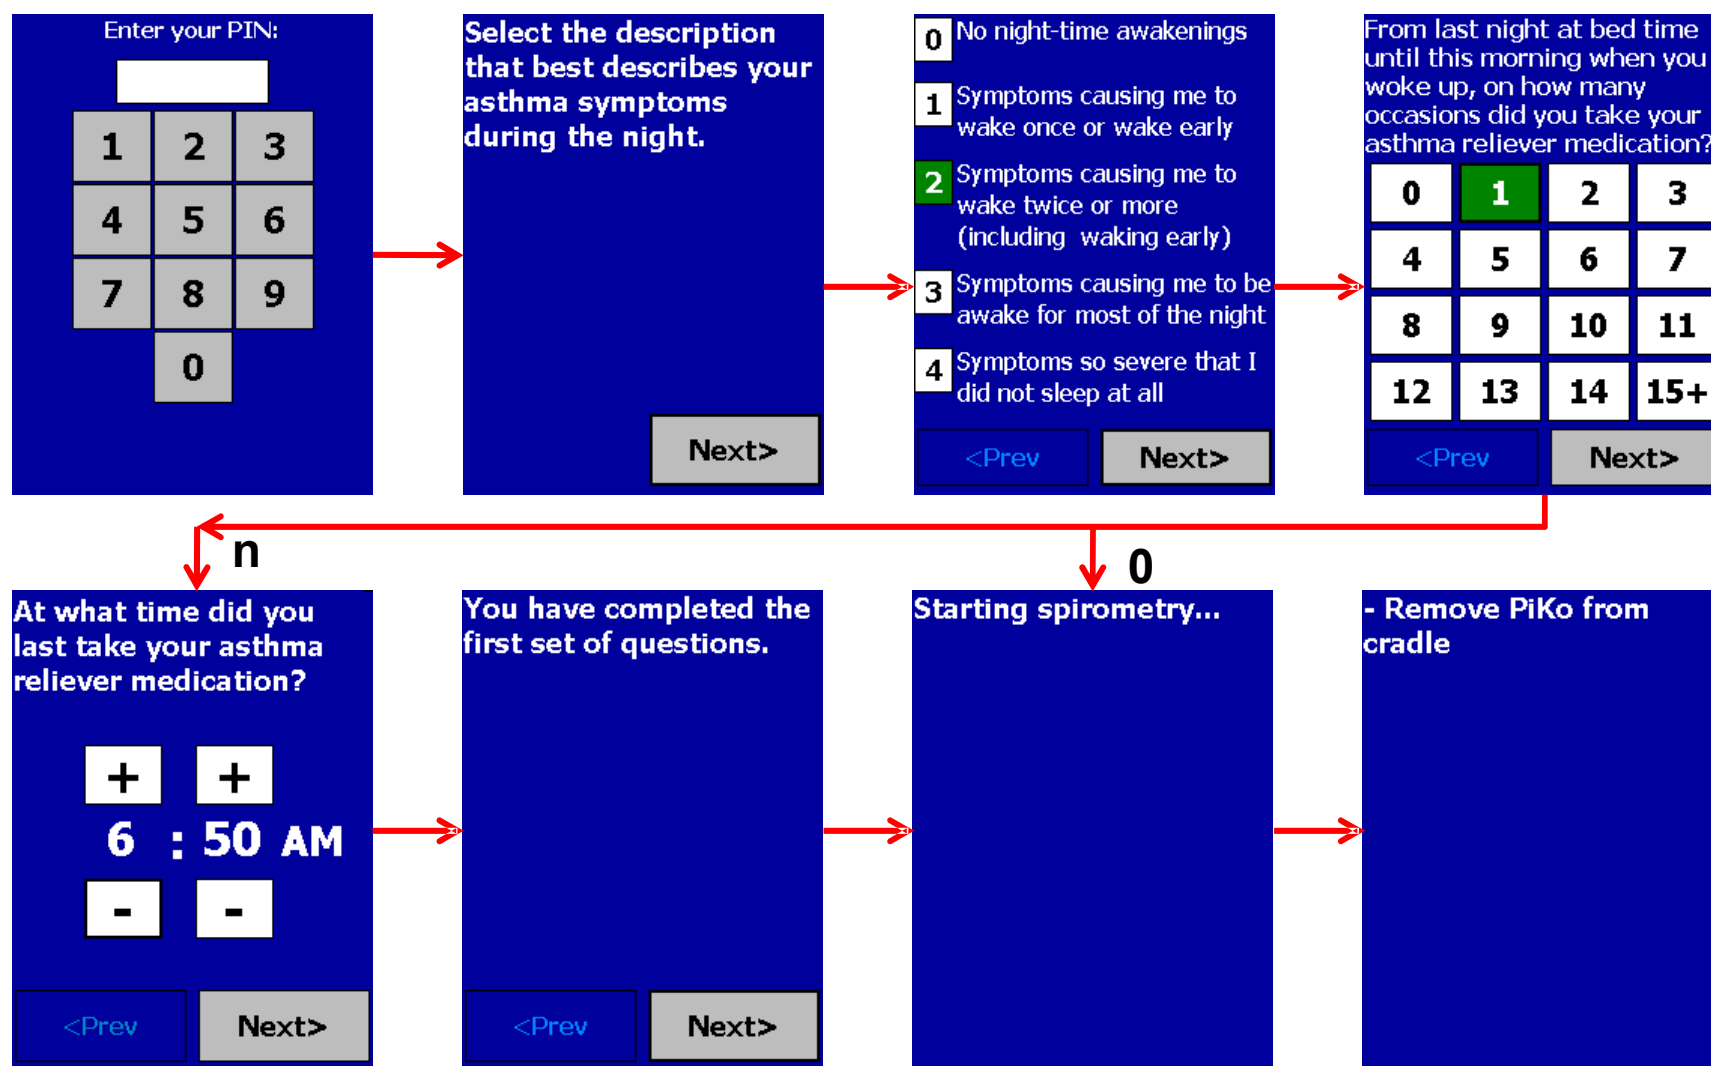 Enter your PIN:
1 2 3
4 5 6
7 8 9
0
Select the description
that best describes your
asthma symptoms
during the night.
Next>
0 No night-time awakenings
1 Symptoms causing me to
wake once or wake early
2 Symptoms causing me to
wake twice or more
(including waking early)
3 Symptoms causing me to be
awake for most of the night
4 Symptoms so severe that I
did not sleep at all
<Prev Next>
From last night at bed time
until this morning when you
woke up, on how many
occasions did you take your
asthma reliever medication?
0 1 2 3
4 5 6 7
8 9 10 11
12 13 14 15+
<Prev Next>
n
0
At what time did you
last take your asthma
reliever medication?
+ +
6 : 50 AM
- -
<Prev Next>
You have completed the
first set of questions.
<Prev Next>
Starting spirometry...
- Remove PiKo from
cradle